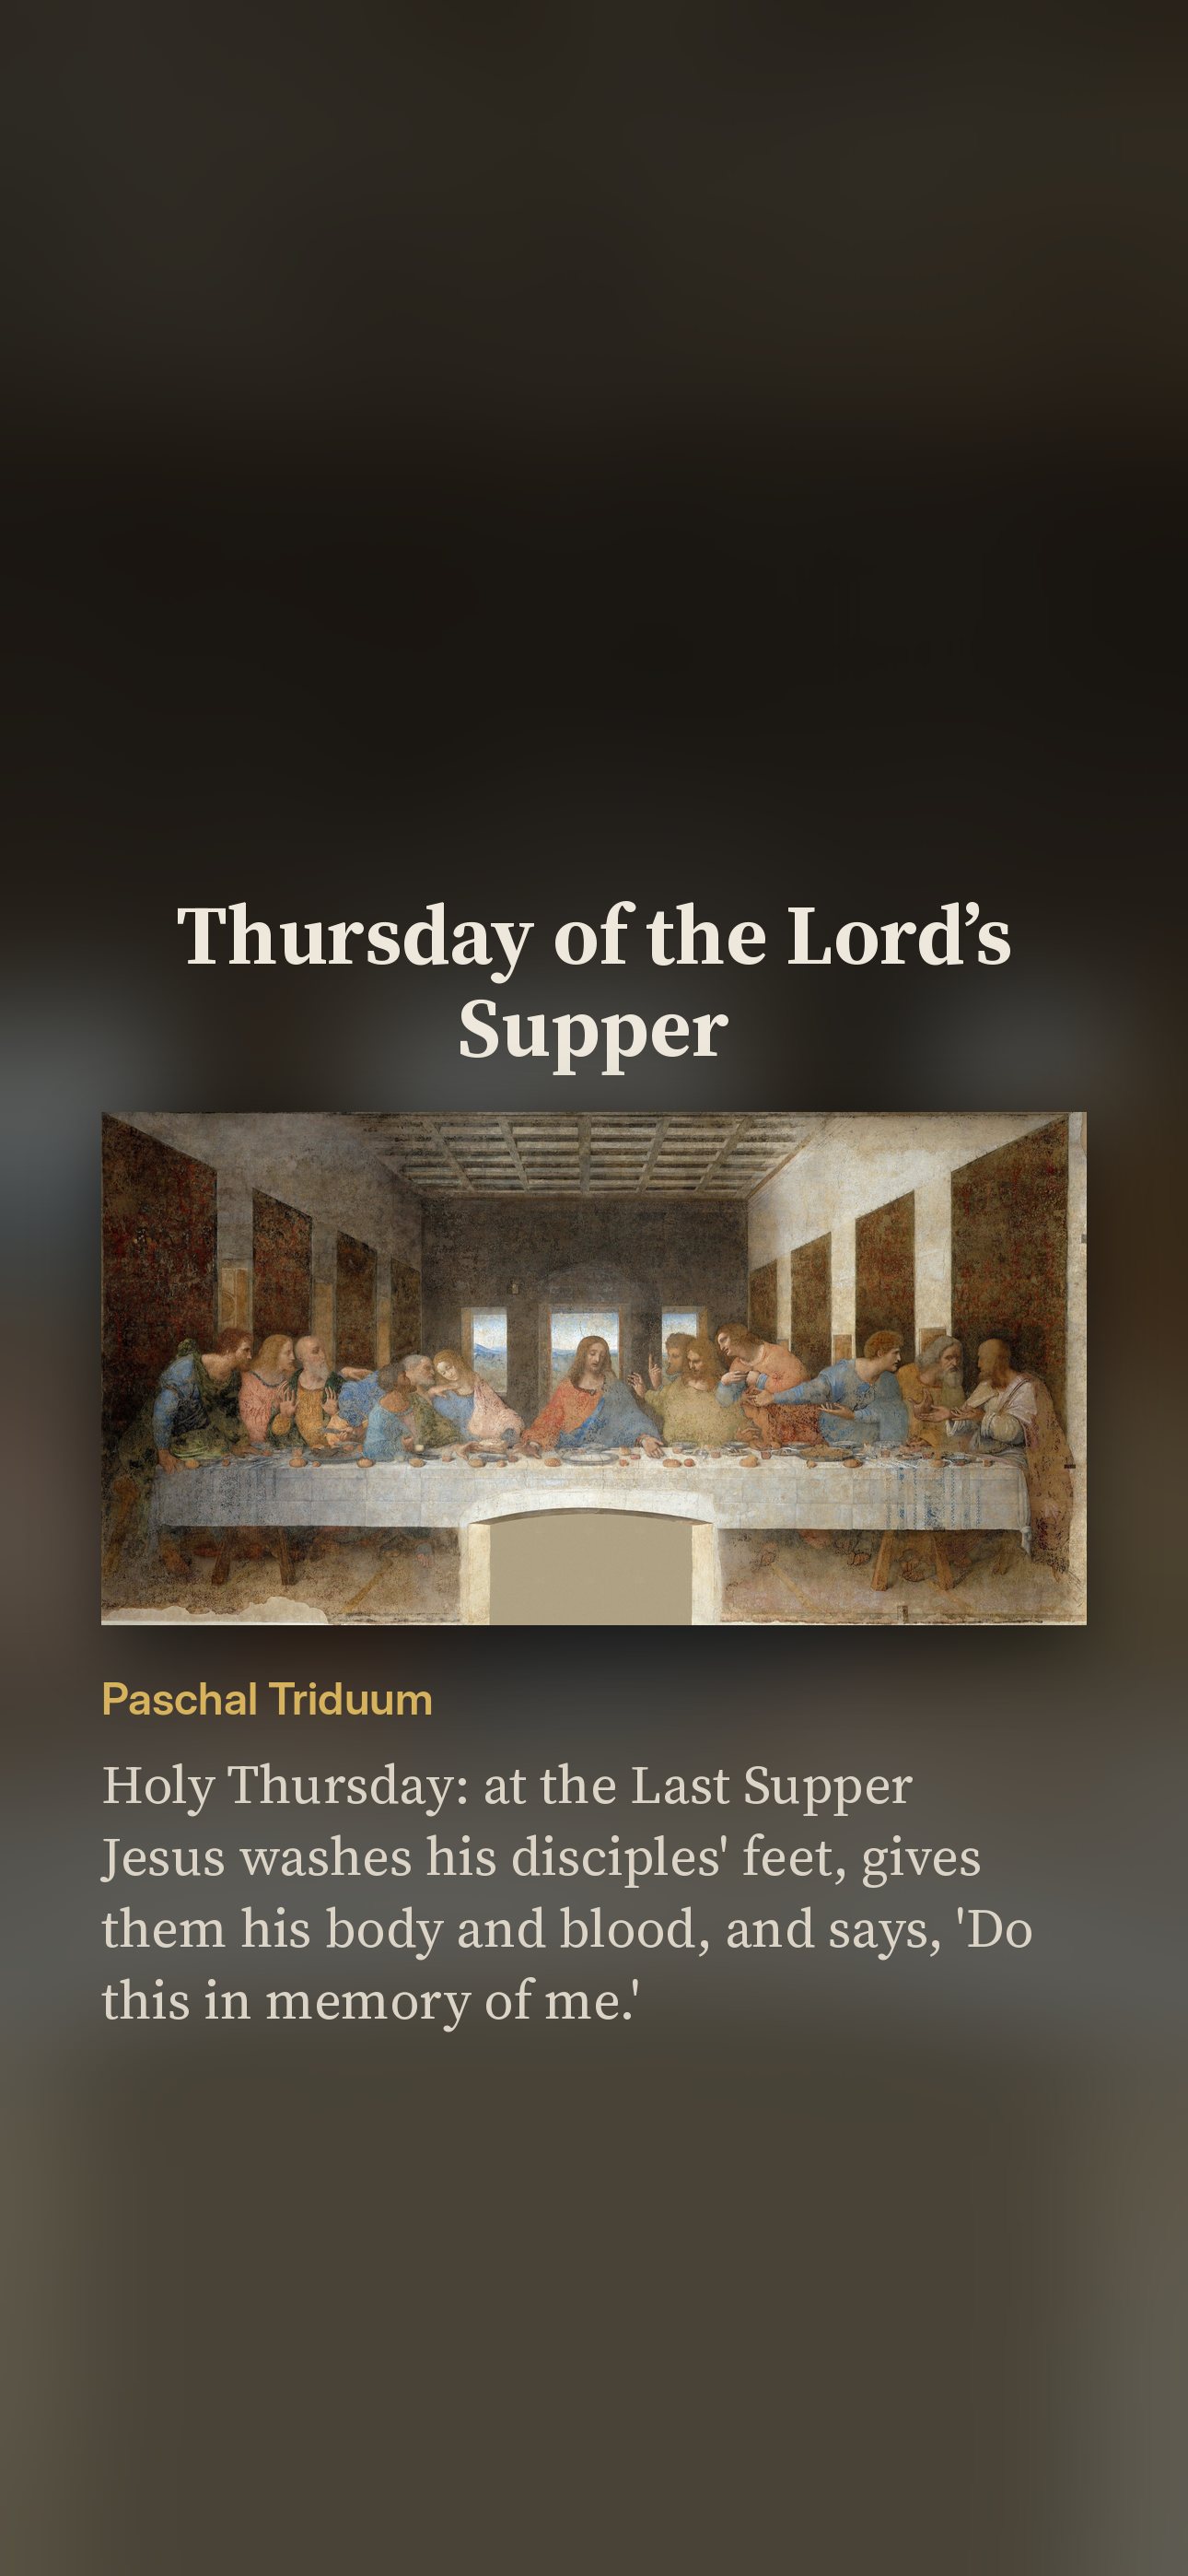 Thursday of the Lord’s
Supper
Paschal Triduum
Holy Thursday: at the Last Supper
Jesus washes his disciples' feet, gives
them his body and blood, and says, 'Do
this in memory of me.'